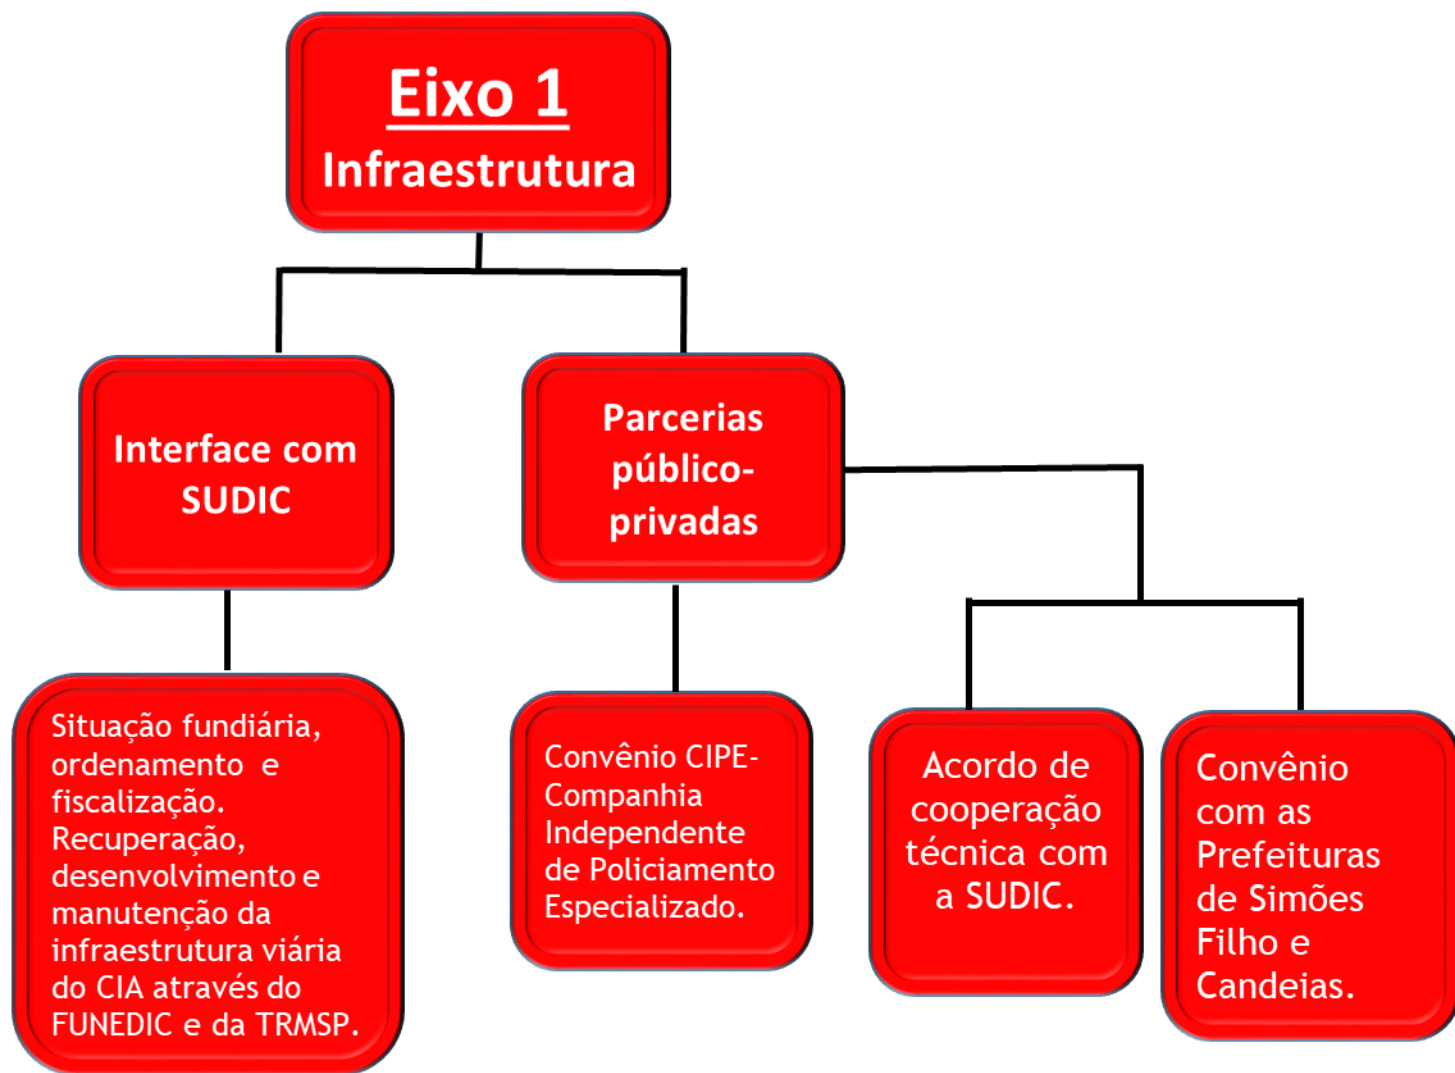 Eixo 1
Infraestrutura
Interface com
SUDIC
Parcerias
público-
privadas
Situação fundiária,
ordenamento e
fiscalização.
Recuperação,
desenvolvimento e
manutenção da
infraestrutura viária
do CIA através do
FUNEDIC e da TRMSP.
Convênio CIPE-
Companhia
Independente
de Policiamento
Especializado.
Acordo de
cooperação
técnica com
a SUDIC.
Convênio
com as
Prefeituras
de Simões
Filho e
Candeias.